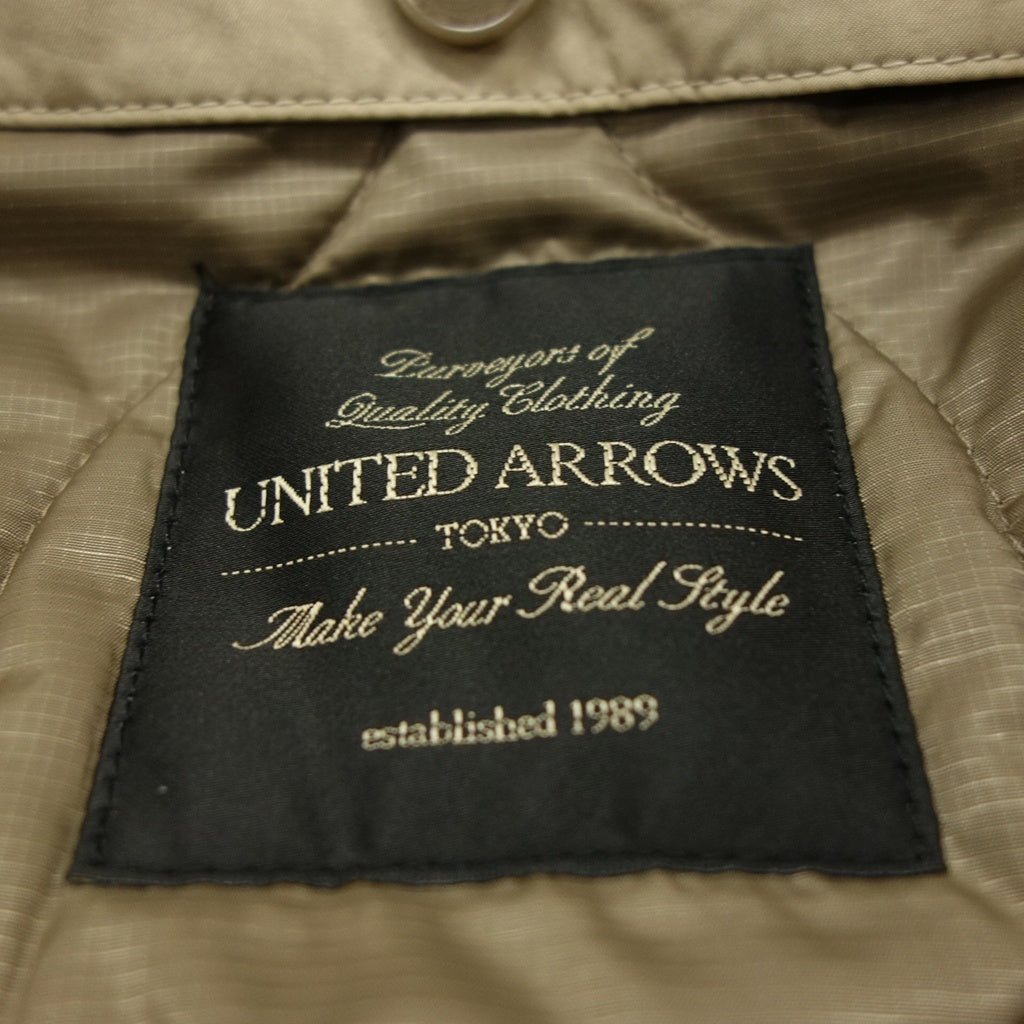 Purveyors of
Quality Clothing
UNITED ARROWS
TOKYO
Make Your Real Style
established 1989